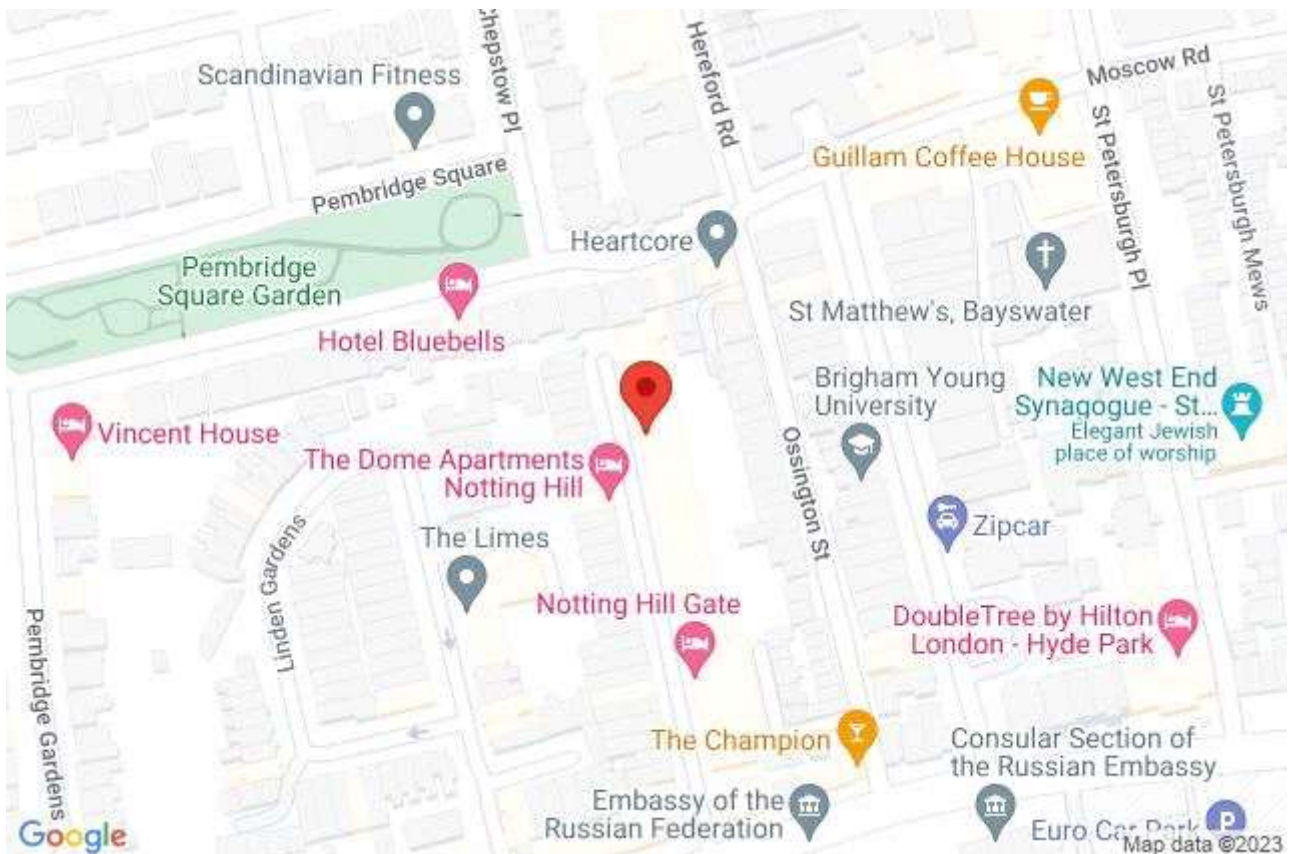 Scandinavian Fitness
chepstow Pl
Hereford Rd
Moscow Rd
St Petersburgh Pl
St Petersburgh Mews
Guillam Coffee House
Pembridge Square
Heartcore
Pembridge
Square Garden
Hotel Bluebells
St Matthew's, Bayswater
Brigham Young
University
New West End
Synagogue - St...
Elegant Jewish
place of worship
Vincent House
The Dome Apartments
Notting Hill
Ossington St
Zipcar
Linden Gardens
The Limes
Notting Hill Gate
DoubleTree by Hilton
London - Hyde Park
Pembridge Gardens
The Champion
Consular Section of
the Russian Embassy
Embassy of the
Russian Federation
Euro Car Park
P
Google
Map data ©2023